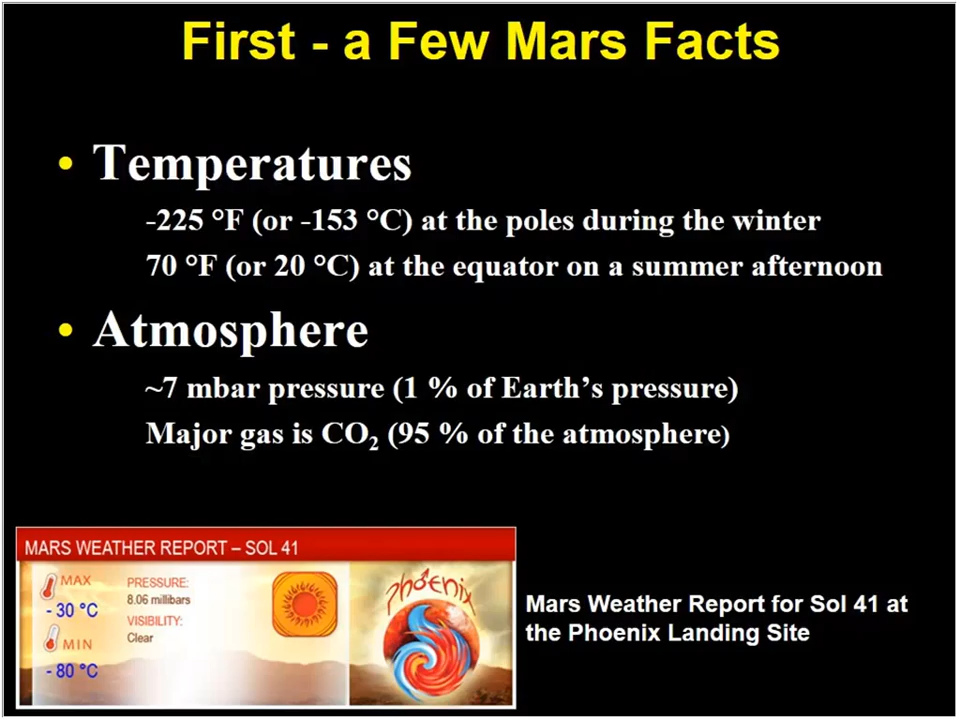 First - a Few Mars Facts
• Temperatures
-225 °F (or -153 °C) at the poles during the winter
70 °F (or 20 °C) at the equator on a summer afternoon
• Atmosphere
~7 mbar pressure (1 % of Earth's pressure)
Major gas is CO₂ (95 % of the atmosphere)
MARS WEATHER REPORT – SOL 41
MAX
- 30 °C
MIN
- 80 °C
PRESSURE:
8.06 millibars
VISIBILITY:
Clear
Phoenix
Mars Weather Report for Sol 41 at
the Phoenix Landing Site